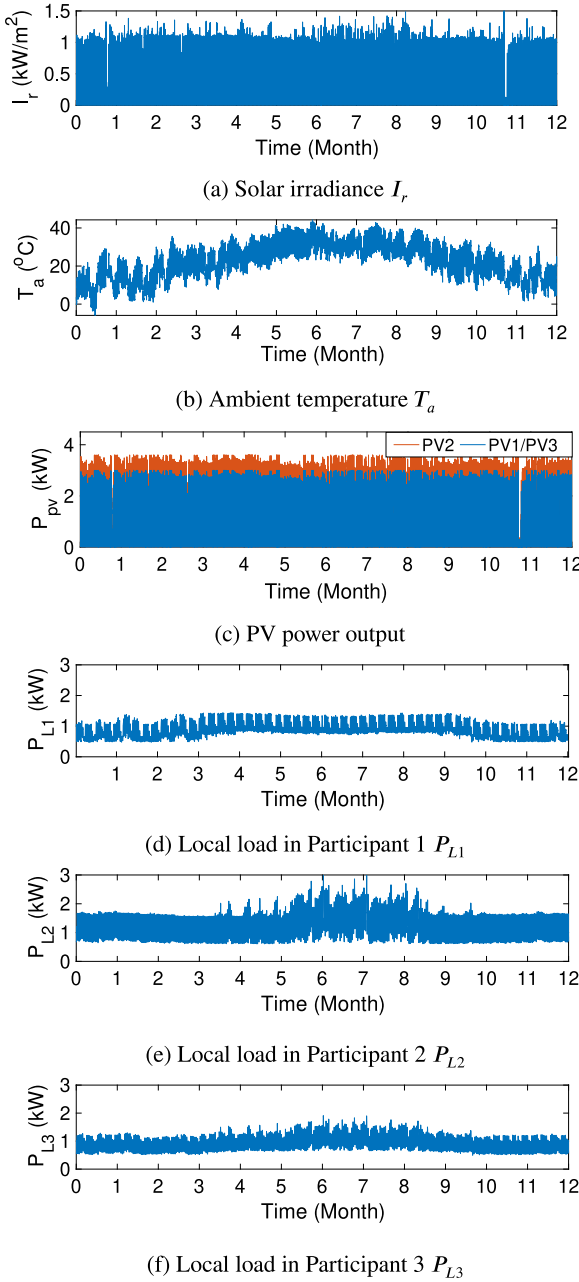 1.5
1
0.5
0
I_r (kW/m²)
0 1 2 3 4 5 6 7 8 9 10 11 12
Time (Month)
(a) Solar irradiance I_r
40
20
0
T_a (°C)
1 2 3 4 5 6 7 8 9 10 11 12
Time (Month)
(b) Ambient temperature T_a
4
2
0
P_pv (kW)
PV2 PV1/PV3
0 1 2 3 4 5 6 7 8 9 10 11 12
Time (Month)
(c) PV power output
3
2
1
0
P_L1 (kW)
1 2 3 4 5 6 7 8 9 10 11 12
Time (Month)
(d) Local load in Participant 1 P_L1
3
2
1
0
P_L2 (kW)
0 1 2 3 4 5 6 7 8 9 10 11 12
Time (Month)
(e) Local load in Participant 2 P_L2
3
2
1
0
P_L3 (kW)
0 1 2 3 4 5 6 7 8 9 10 11 12
Time (Month)
(f) Local load in Participant 3 P_L3